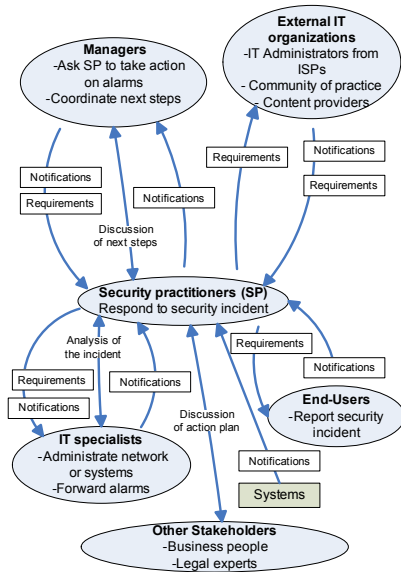 Managers
-Ask SP to take action
on alarms
-Coordinate next steps
External IT
organizations
-IT Administrators from
ISPs
- Community of practice
- Content providers
Notifications
Requirements
Notifications
Discussion
of next steps
Requirements
Notifications
Requirements
Security practitioners (SP)
Respond to security incident
Analysis of
the incident
Requirements
Notifications
Notifications
Discussion
of action plan
Requirements
Notifications
Notifications
Systems
End-Users
-Report security
incident
IT specialists
-Administrate network
or systems
-Forward alarms
Other Stakeholders
-Business people
-Legal experts